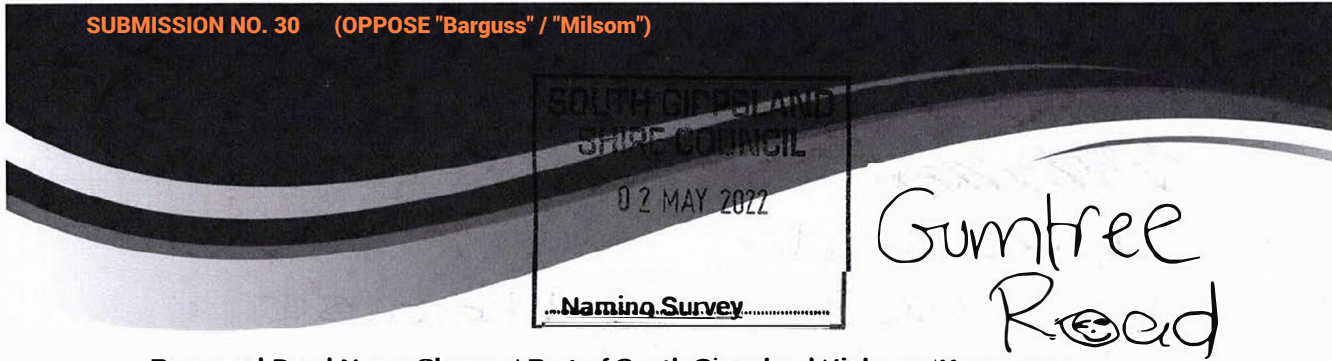 SUBMISSION NO. 30 (OPPOSE "Barguss" / "Milsom")
SOUTH GIPPSLAND
SHIRE COUNCIL
02 MAY 2022
Gumtree
Road
Naming Survey